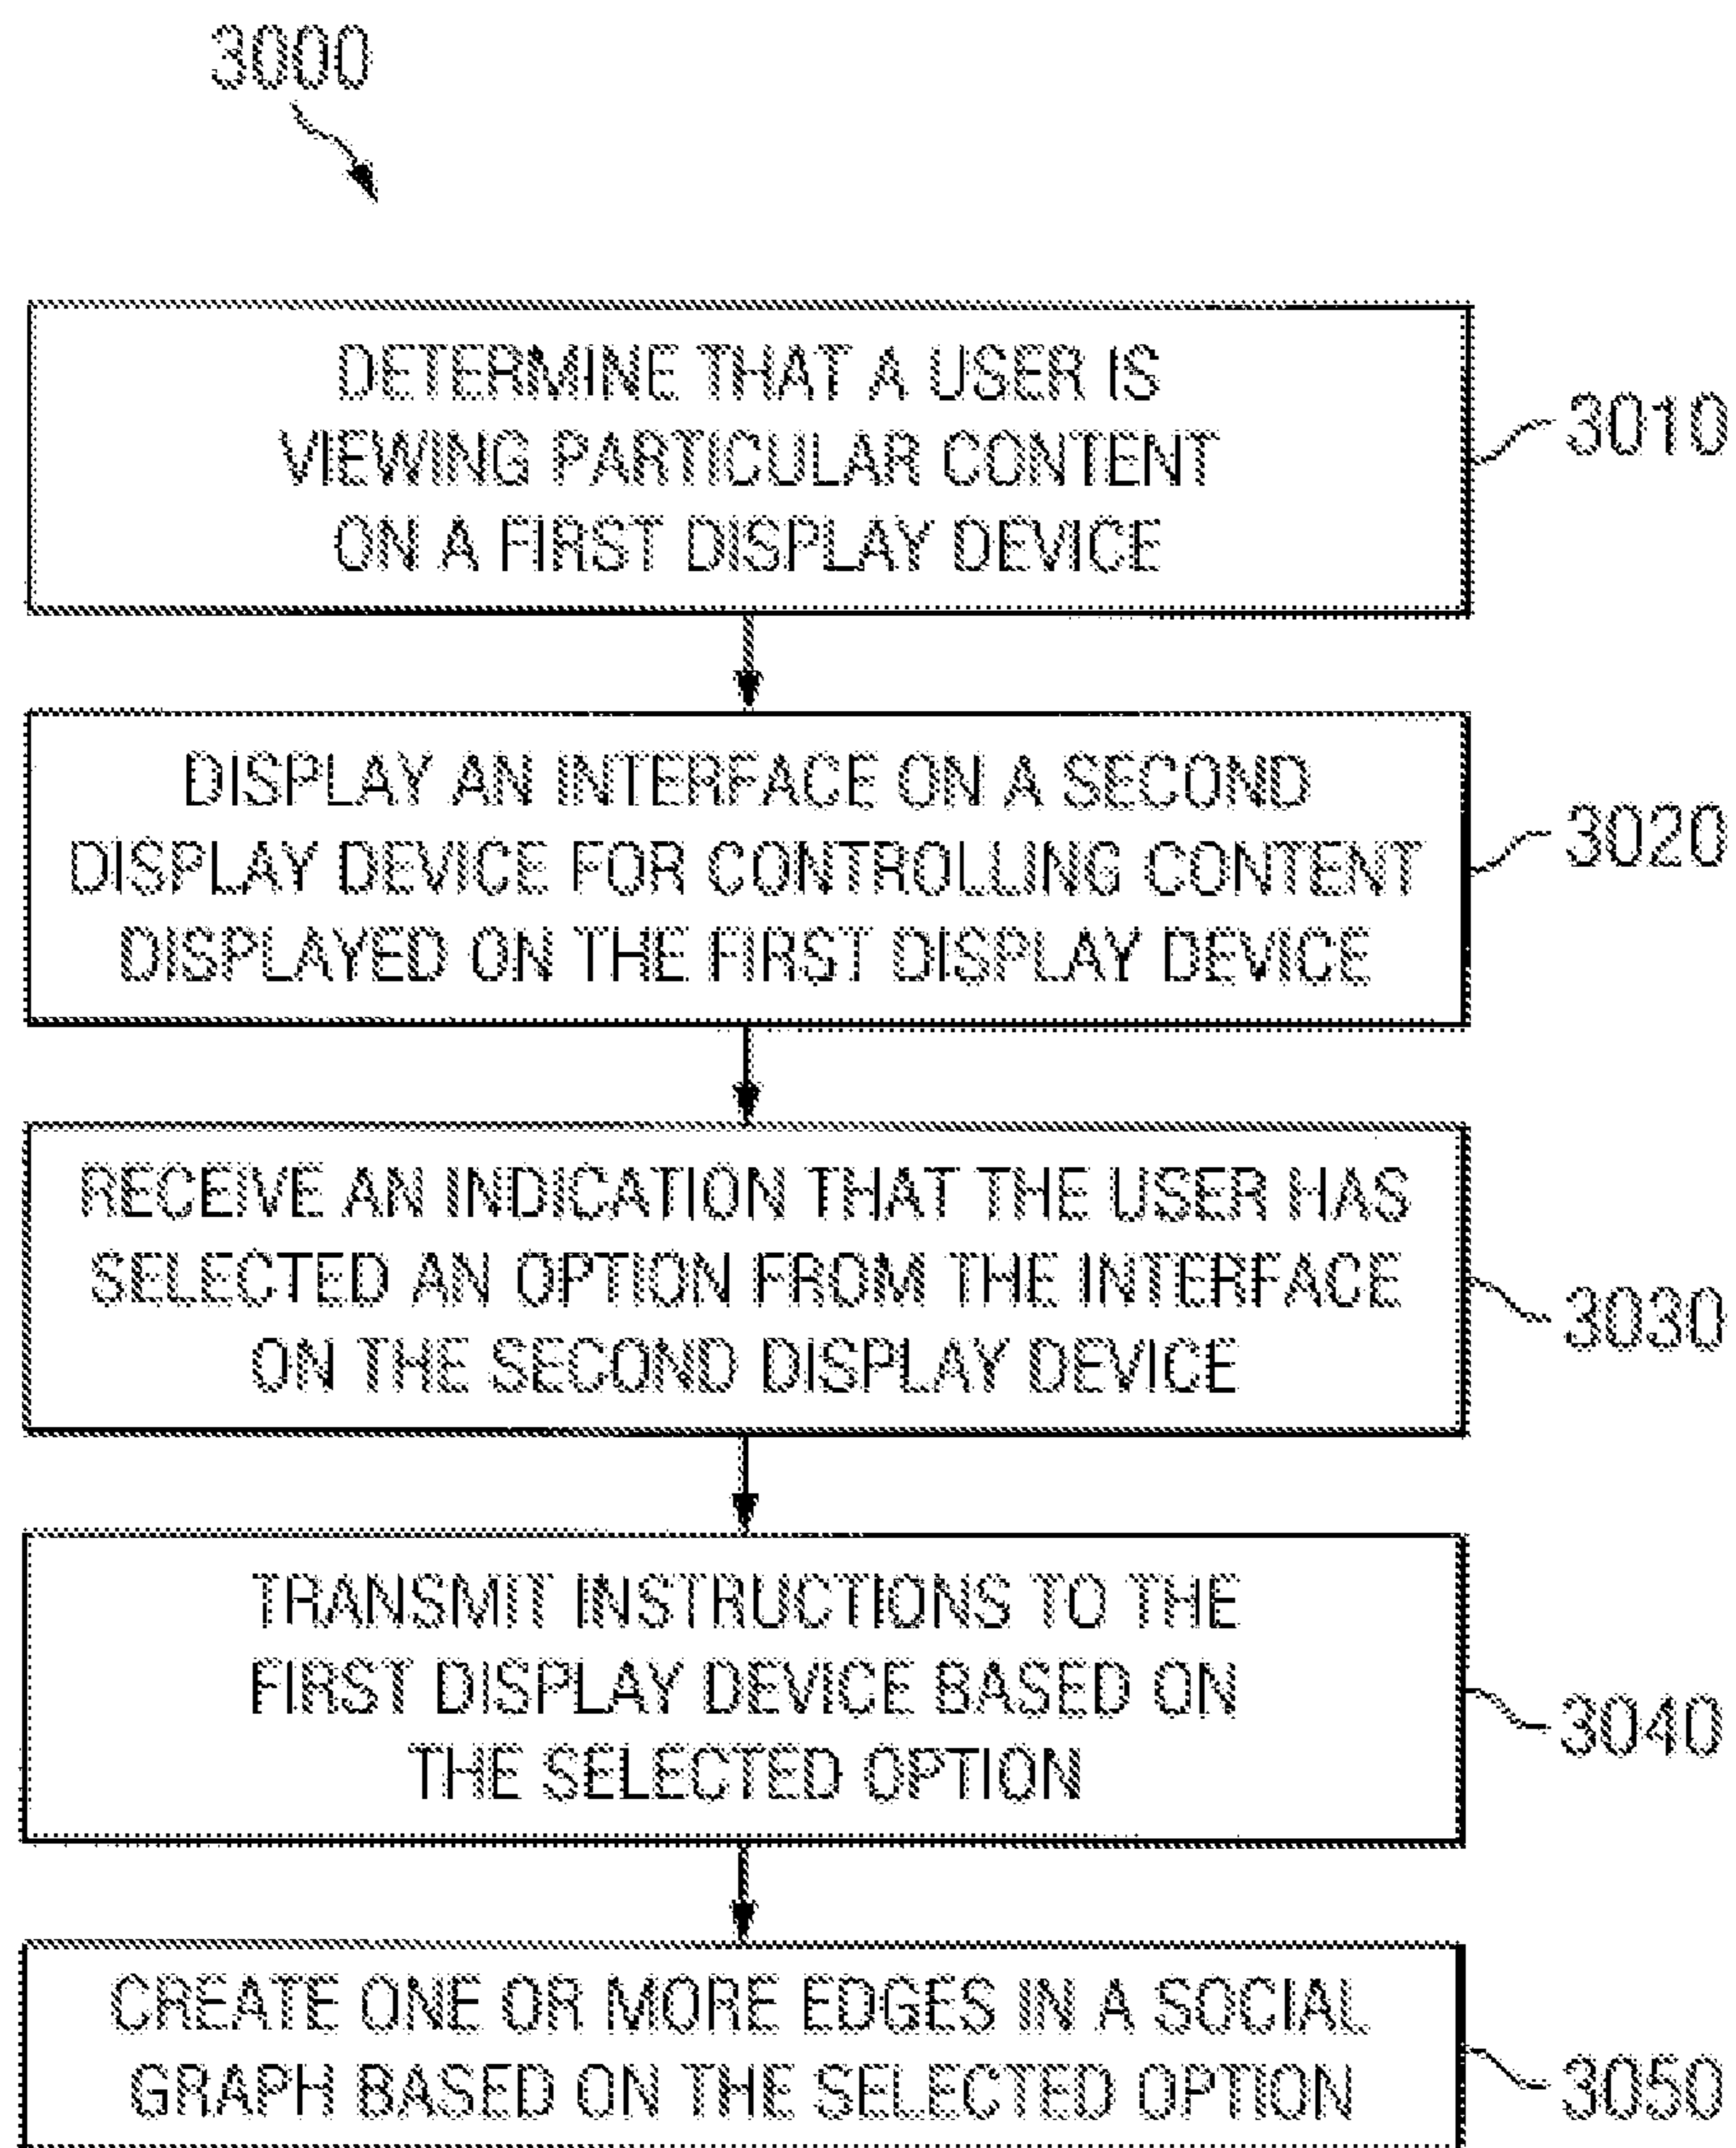 3000
DETERMINE THAT A USER IS
VIEWING PARTICULAR CONTENT
ON A FIRST DISPLAY DEVICE
3010
DISPLAY AN INTERFACE ON A SECOND
DISPLAY DEVICE FOR CONTROLLING CONTENT
DISPLAYED ON THE FIRST DISPLAY DEVICE
3020
RECEIVE AN INDICATION THAT THE USER HAS
SELECTED AN OPTION FROM THE INTERFACE
ON THE SECOND DISPLAY DEVICE
3030
TRANSMIT INSTRUCTIONS TO THE
FIRST DISPLAY DEVICE BASED ON
THE SELECTED OPTION
3040
CREATE ONE OR MORE EDGES IN A SOCIAL
GRAPH BASED ON THE SELECTED OPTION
3050